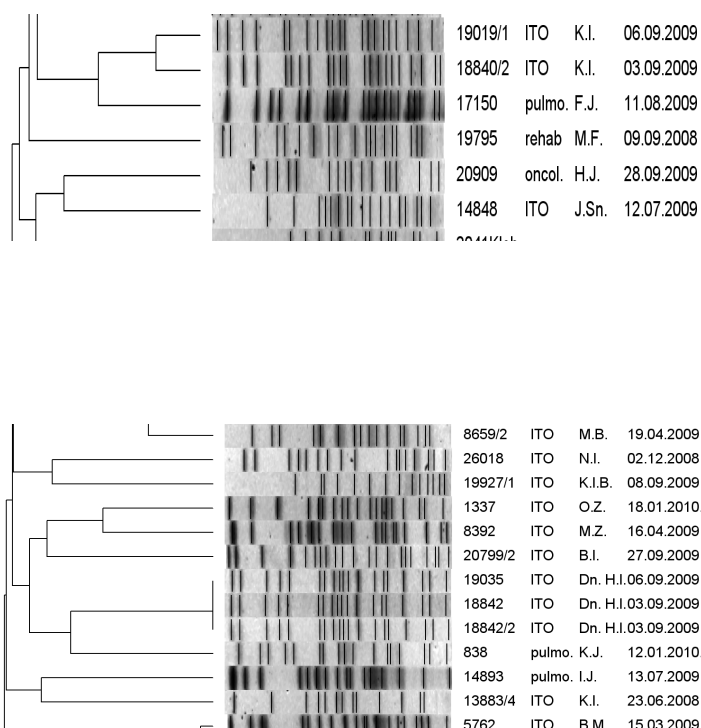 19019/1 ITO K.I. 06.09.2009
18840/2 ITO K.I. 03.09.2009
17150 pulmo. F.J. 11.08.2009
19795 rehab M.F. 09.09.2008
20909 oncol. H.J. 28.09.2009
14848 ITO J.Sn. 12.07.2009
8659/2 ITO M.B. 19.04.2009
26018 ITO N.I. 02.12.2008
19927/1 ITO K.I.B. 08.09.2009
1337 ITO O.Z. 18.01.2010.
8392 ITO M.Z. 16.04.2009
20799/2 ITO B.I. 27.09.2009
19035 ITO Dn. H.I.06.09.2009
18842 ITO Dn. H.I.03.09.2009
18842/2 ITO Dn. H.I.03.09.2009
838 pulmo. K.J. 12.01.2010.
14893 pulmo. I.J. 13.07.2009
13883/4 ITO K.I. 23.06.2008
5762 ITO B.M. 15.03.2009